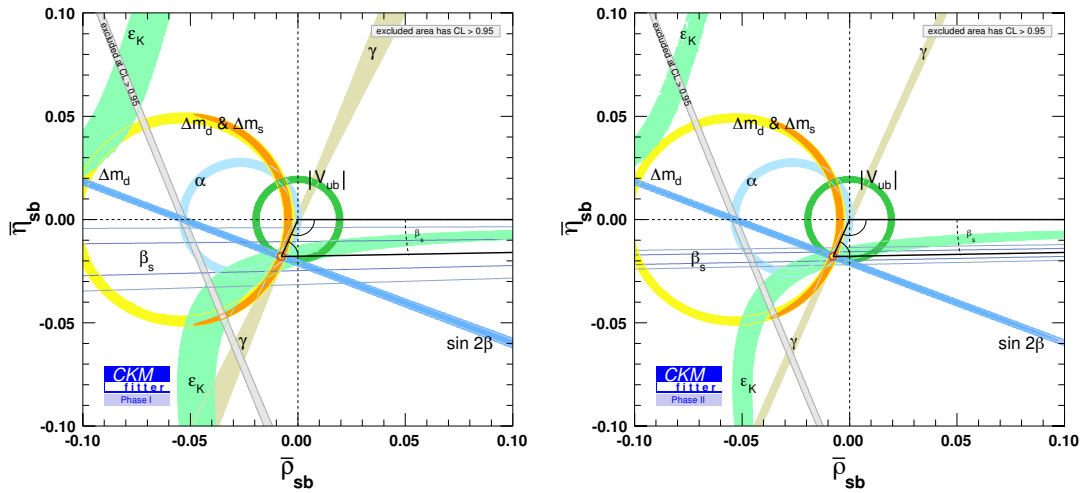 0.10
0.05
0.00
-0.05
-0.10
-0.10
-0.05
0.00
0.05
0.10
η̄sb
ρ̄sb
εK
γ
excluded area has CL > 0.95
excluded at CL > 0.95
Δmd & Δms
Δmd
α
|Vub|
βs
βs
sin 2β
γ
εK
CKM
fitter
Phase I
0.10
0.05
0.00
-0.05
-0.10
-0.10
-0.05
0.00
0.05
0.10
η̄sb
ρ̄sb
εK
γ
excluded area has CL > 0.95
excluded at CL > 0.95
Δmd & Δms
Δmd
α
|Vub|
βs
βs
sin 2β
γ
εK
CKM
fitter
Phase II